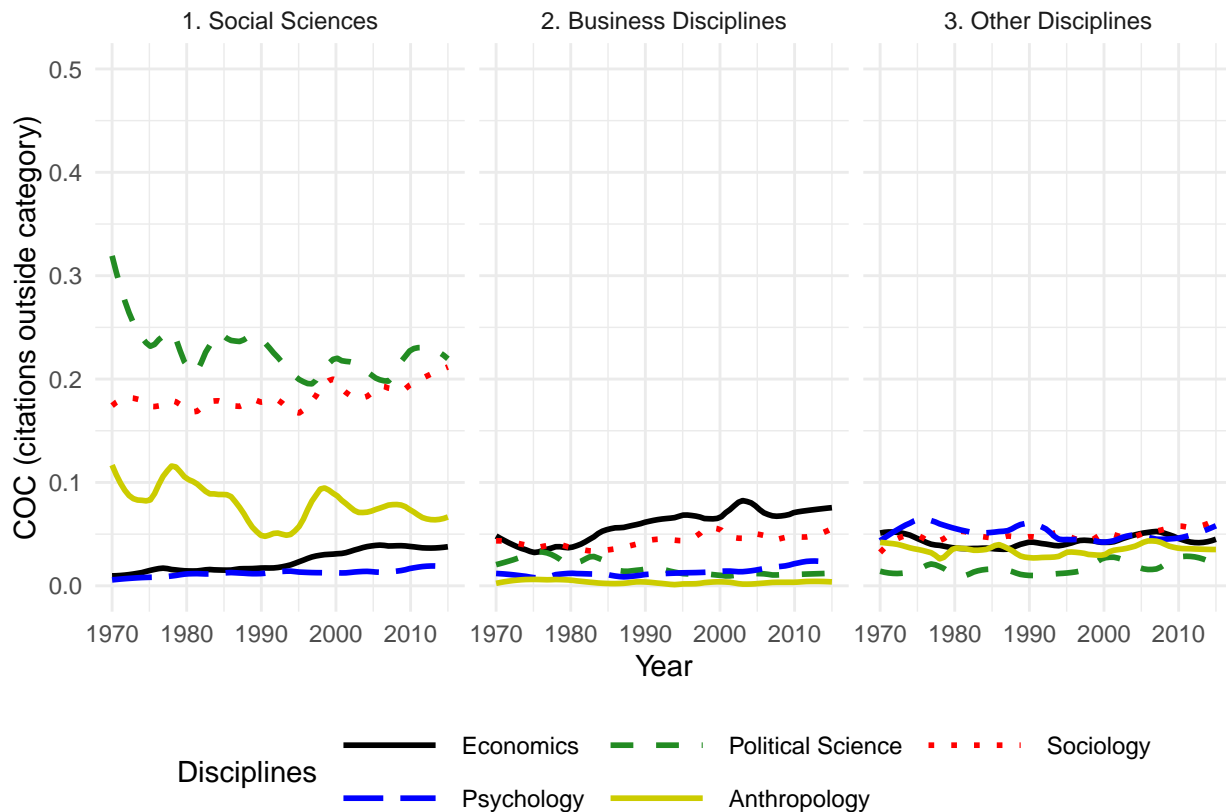 1. Social Sciences 2. Business Disciplines 3. Other Disciplines
COC (citations outside category)
0.5
0.4
0.3
0.2
0.1
0.0
1970 1980 1990 2000 2010 1970 1980 1990 2000 2010 1970 1980 1990 2000 2010
Year
Disciplines
Economics Political Science Sociology
Psychology Anthropology